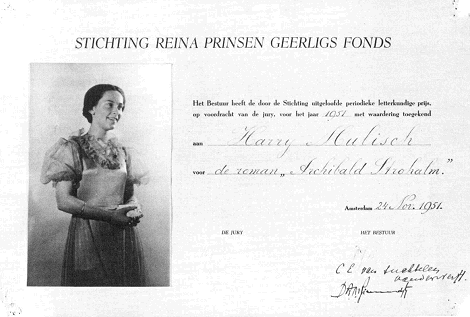 STICHTING REINA PRINSEN GEERLIGS FONDS
Het Bestuur heeft de door de Stichting uitgeloofde periodieke letterkundige prijs,
op voordracht van de jury, voor het jaar 1951 met waardering toegekend
aan Harry Mulisch
voor de roman „Archibald Strohalm."
Amsterdam 24 Nov. 1951.
DE JURY HET BESTUUR
C. E. van